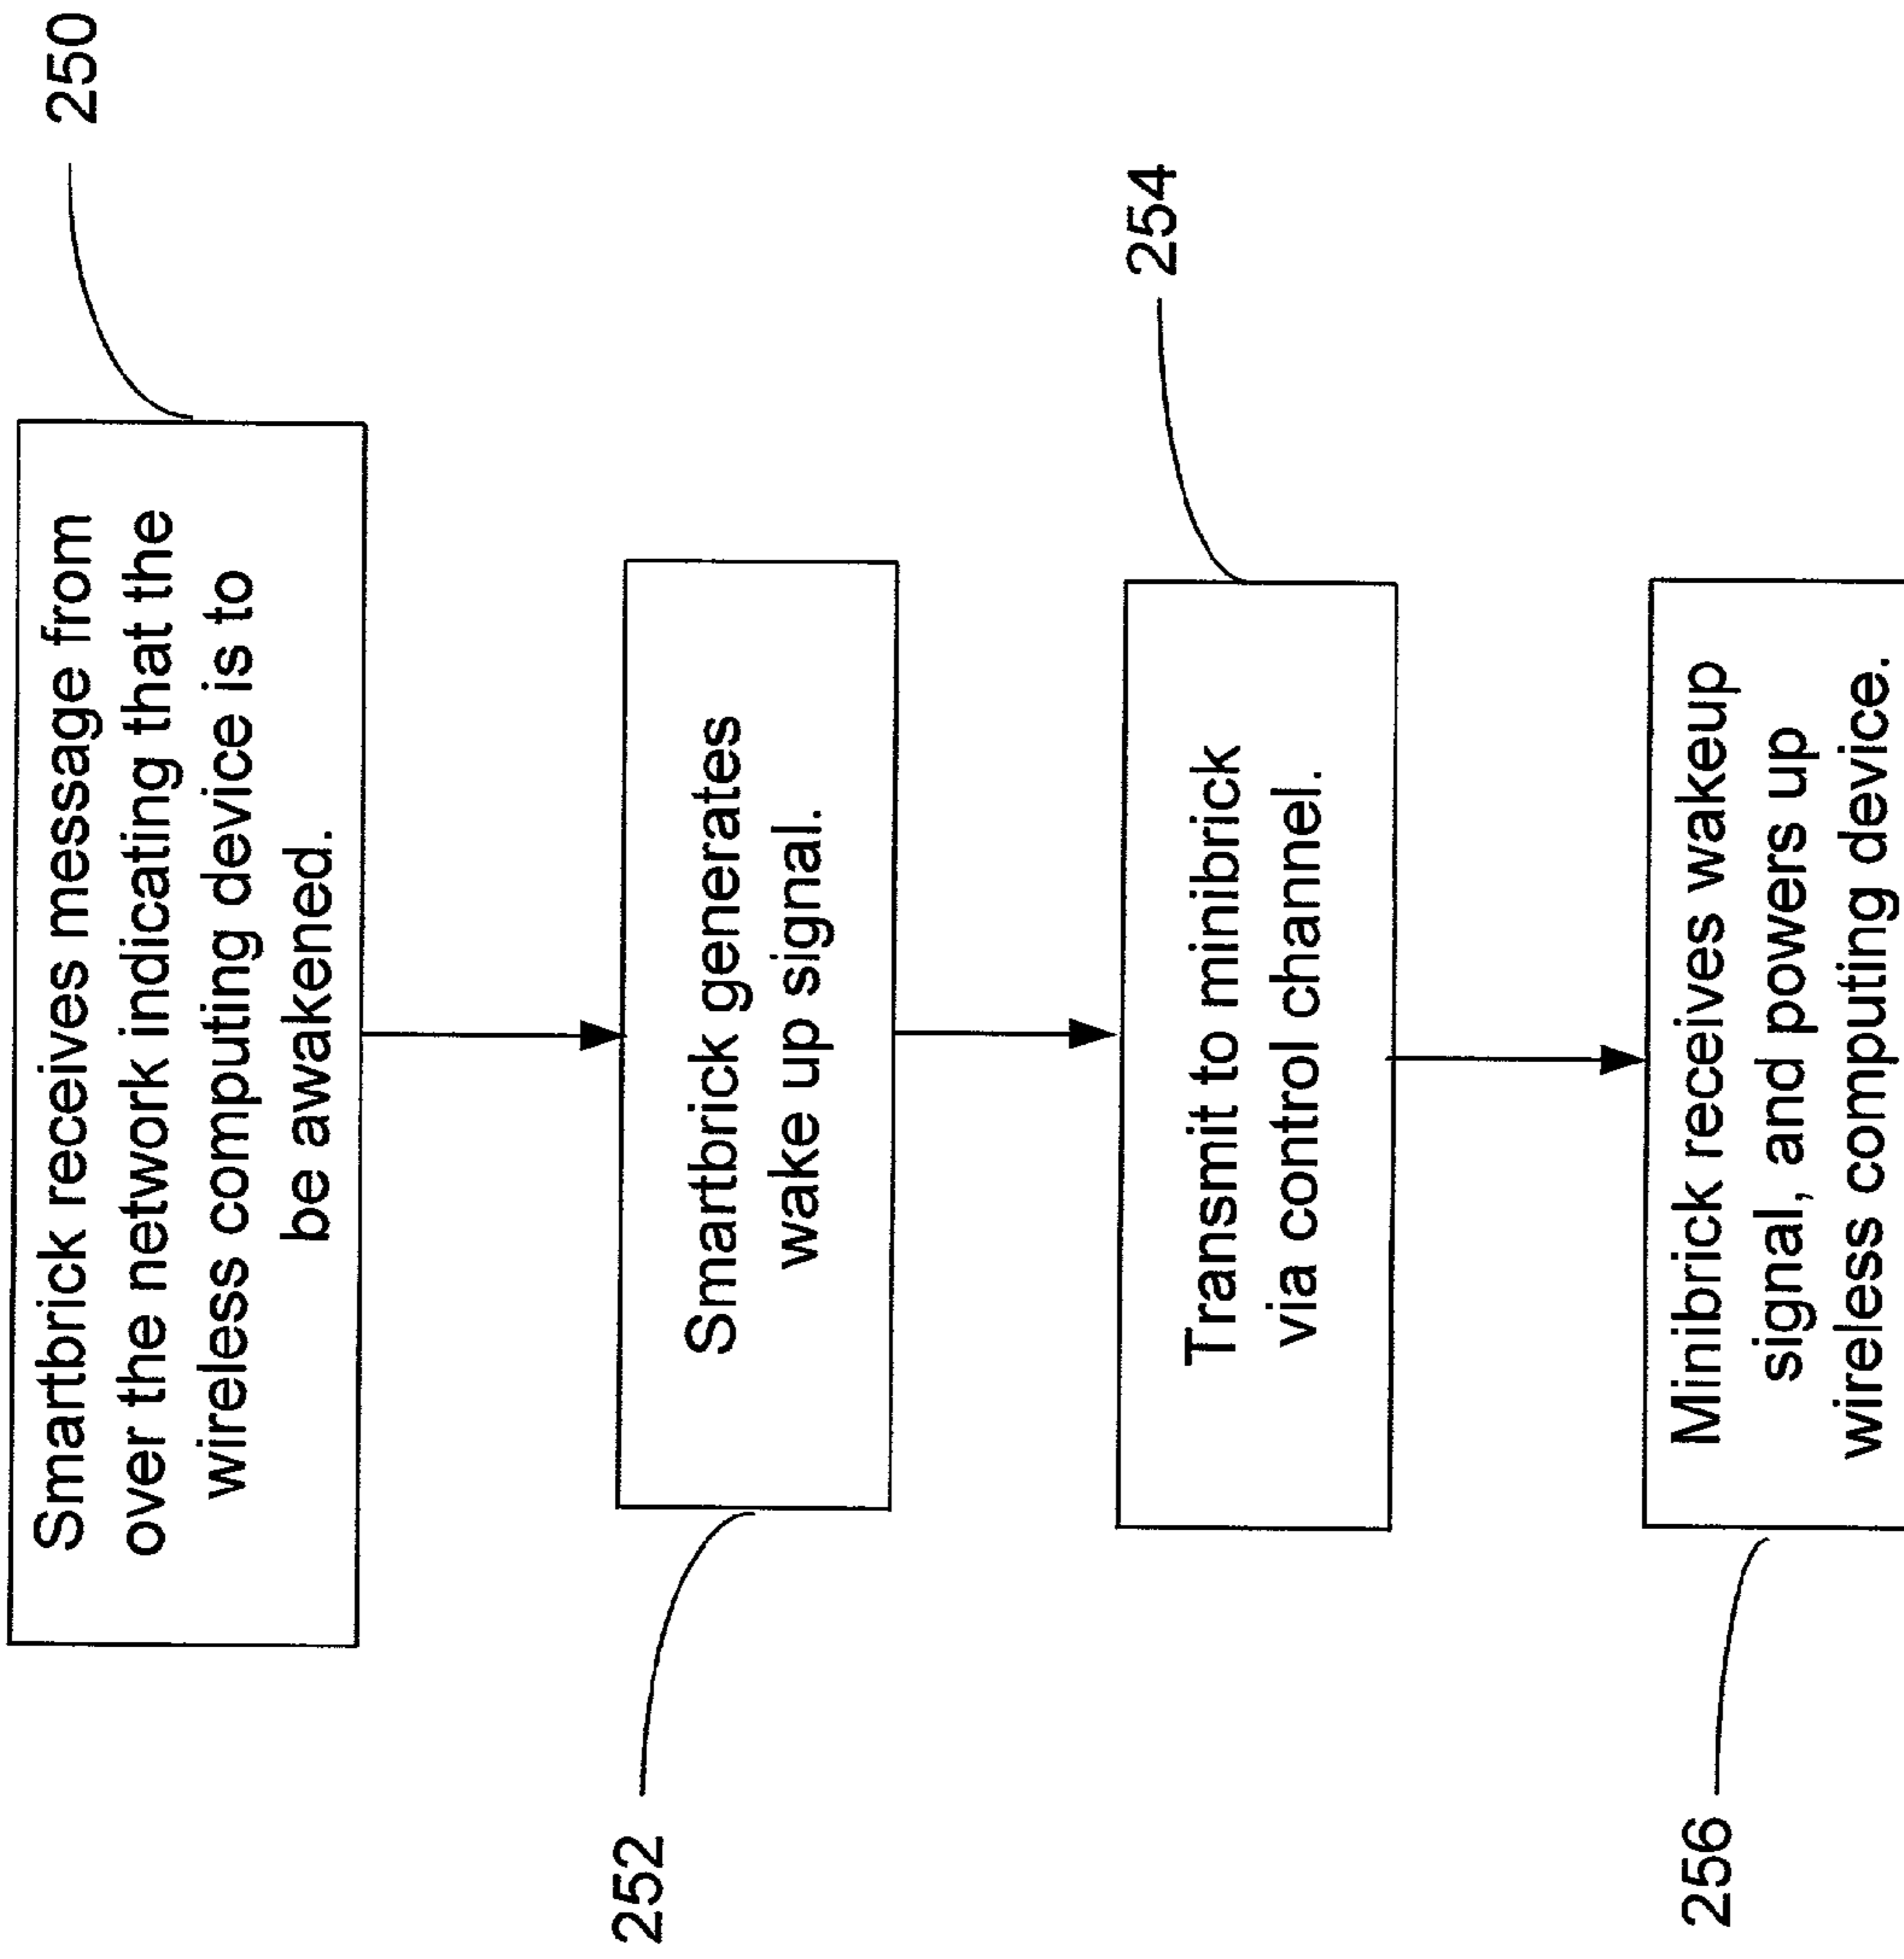 250
Smartbrick receives message from
over the network indicating that the
wireless computing device is to
be awakened.
252
Smartbrick generates
wake up signal.
254
Transmit to minibrick
via control channel.
256
Minibrick receives wakeup
signal, and powers up
wireless computing device.